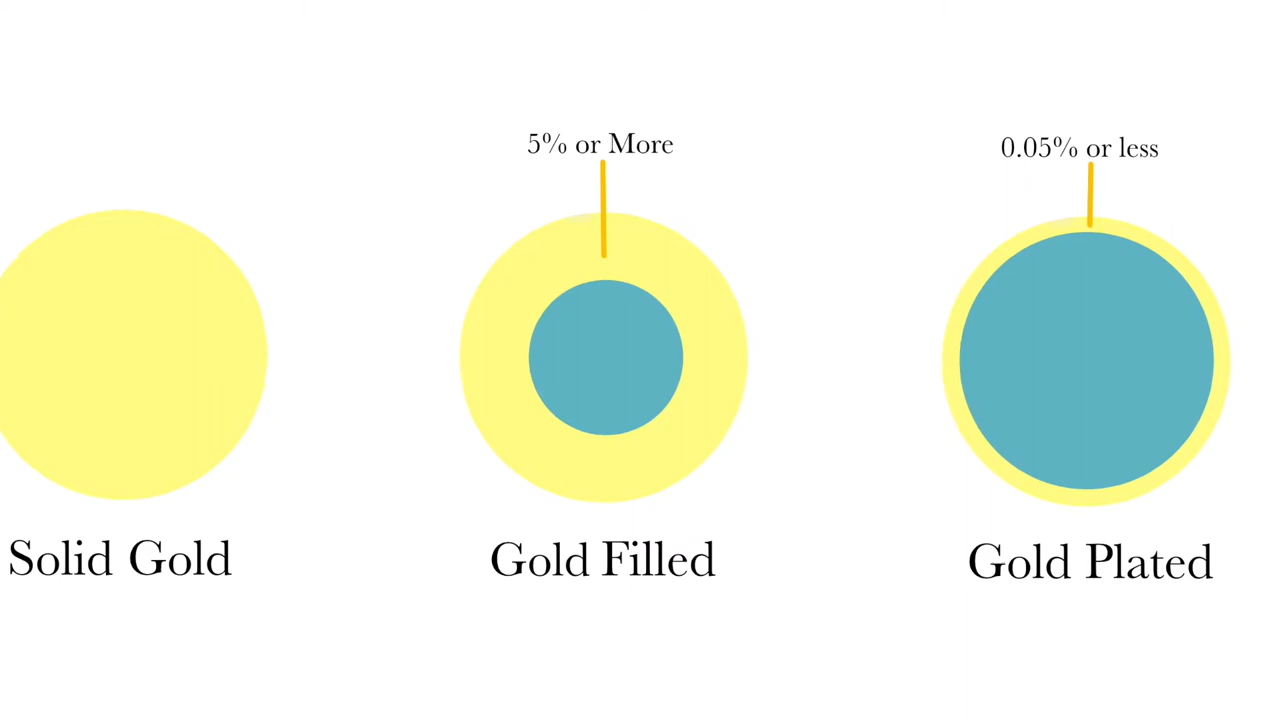 5% or More
0.05% or less
Solid Gold
Gold Filled
Gold Plated